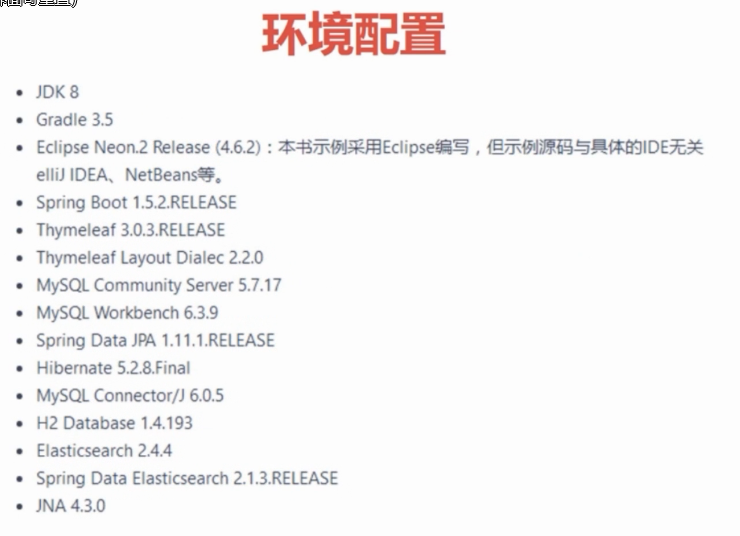 环境配置
JDK 8
Gradle 3.5
Eclipse Neon.2 Release (4.6.2)：本书示例采用Eclipse编写，但示例源码与具体的IDE无关
elliJ IDEA、NetBeans等。
Spring Boot 1.5.2.RELEASE
Thymeleaf 3.0.3.RELEASE
Thymeleaf Layout Dialec 2.2.0
MySQL Community Server 5.7.17
MySQL Workbench 6.3.9
Spring Data JPA 1.11.1.RELEASE
Hibernate 5.2.8.Final
MySQL Connector/J 6.0.5
H2 Database 1.4.193
Elasticsearch 2.4.4
Spring Data Elasticsearch 2.1.3.RELEASE
JNA 4.3.0